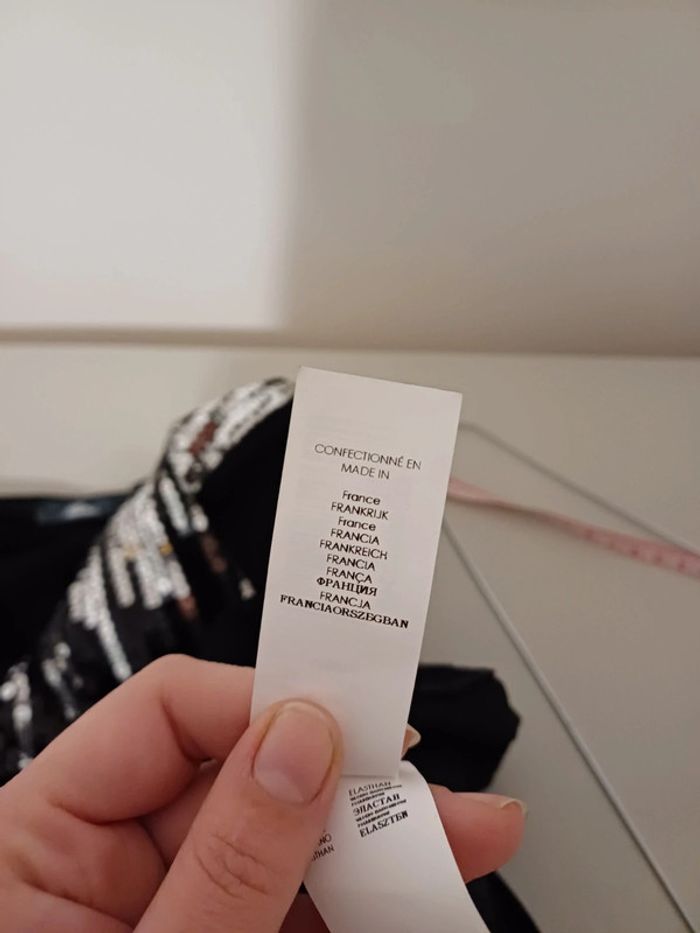 CONFECTIONNÉ EN
MADE IN
France
FRANKRIJK
France
FRANCIA
FRANKREICH
FRANCIA
FRANÇA
ФРАНЦИЯ
FRANCJA
FRANCIAORSZEGBAN
ELASTHAN
ЭЛАСТАН
ELASZTEN